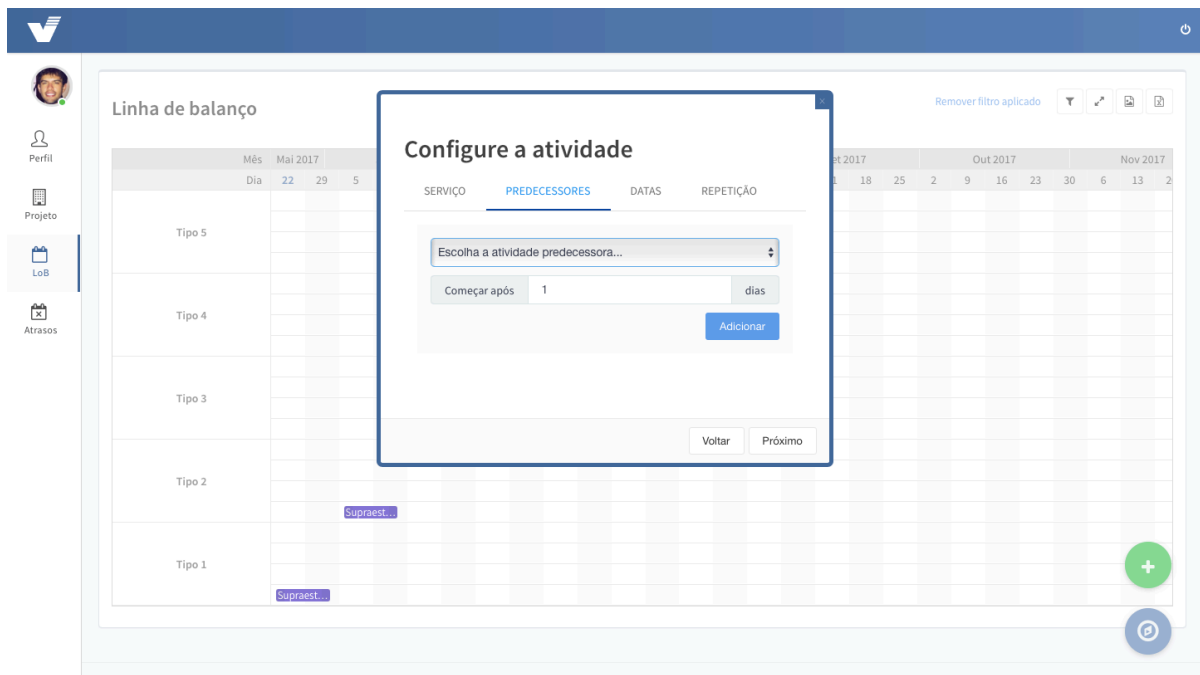 Perfil
Projeto
LoB
Atrasos
Linha de balanço
Remover filtro aplicado
Mês Mai 2017 Out 2017 Nov 2017
Dia 22 29 5 18 25 2 9 16 23 30 6 13
Tipo 5
Tipo 4
Tipo 3
Tipo 2
Supraest...
Tipo 1
Supraest...
Configure a atividade
SERVIÇO PREDECESSORES DATAS REPETIÇÃO
Escolha a atividade predecessora...
Começar após 1 dias
Adicionar
Voltar Próximo